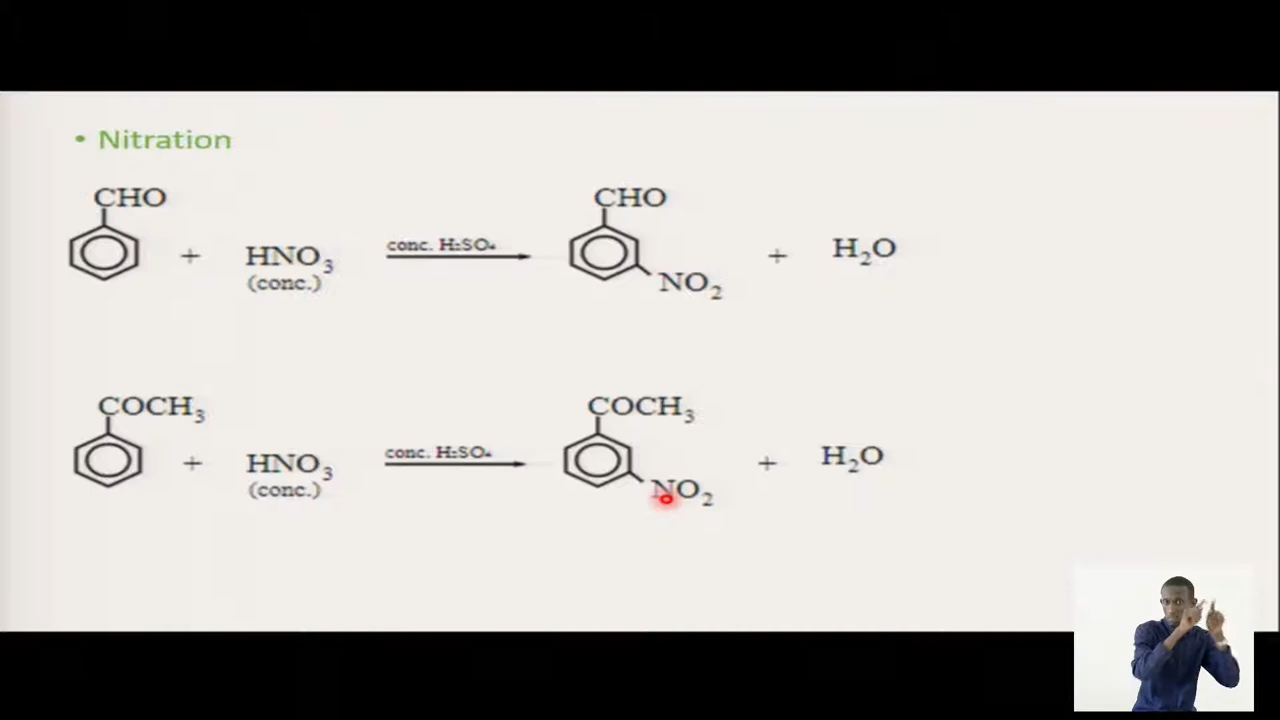 • Nitration
CHO
+ HNO₃ (conc.) conc. H₂SO₄ CHO NO₂ + H₂O
COCH₃
+ HNO₃ (conc.) conc. H₂SO₄ COCH₃ NO₂ + H₂O